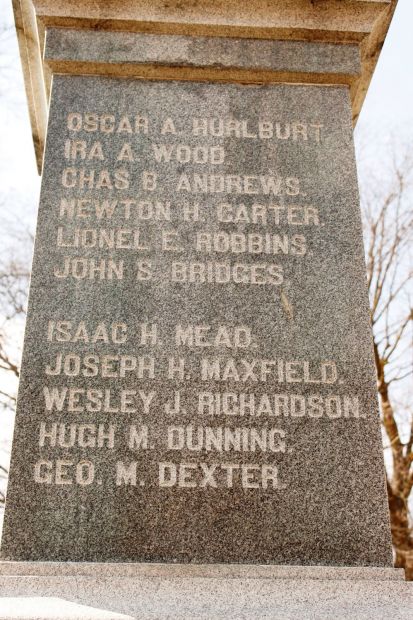 OSCAR A. HURLBURT
IRA A. WOOD.
CHAS B. ANDREWS.
NEWTON H. CARTER.
LIONEL E. ROBBINS.
JOHN S. BRIDGES.
ISAAC H. MEAD.
JOSEPH H. MAXFIELD.
WESLEY J. RICHARDSON.
HUGH M. DUNNING.
GEO. M. DEXTER.